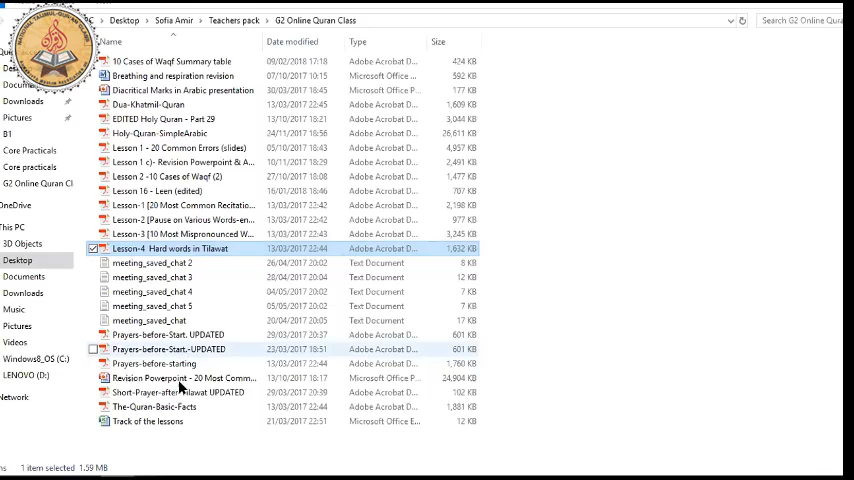 PC Desktop Sofia Amir Teachers pack G2 Online Quran Class Search G2 Online Qura
Name Date modified Type Size
10 Cases of Waqf Summary table 09/02/2018 17:18 Adobe Acrobat D... 424 KB
Breathing and respiration revision 07/10/2013 10:15 Microsoft Office ... 592 KB
Diacritical Marks in Arabic presentation 30/03/2018 18:45 Microsoft Office P... 177 KB
Dua-Khatmil-Quran 13/03/2017 22:45 Adobe Acrobat D... 1,609 KB
EDITED Holy Quran - Part 29 13/10/2017 18:21 Adobe Acrobat D... 3,044 KB
Holy-Quran-SimpleArabic 24/11/2017 18:56 Adobe Acrobat D... 26,611 KB
Lesson 1 - 20 Common Errors (slides) 05/10/2017 18:43 Adobe Acrobat D... 4,957 KB
Lesson 1 c)- Revision Powerpoint & A... 10/11/2017 18:29 Adobe Acrobat D... 2,491 KB
Lesson 2 -10 Cases of Waqf (2) 27/10/2017 18:08 Adobe Acrobat D... 1,477 KB
Lesson 16 - Leen (edited) 16/01/2018 18:46 Adobe Acrobat D... 707 KB
Lesson-1 [20 Most Common Recitatio... 13/03/2017 22:42 Adobe Acrobat D... 2,198 KB
Lesson-2 [Pause on Various Words-en... 13/03/2017 22:42 Adobe Acrobat D... 977 KB
Lesson-3 [10 Most Mispronounced W... 13/03/2017 22:43 Adobe Acrobat D... 3,245 KB
Lesson-4 Hard words in Tilawat 13/03/2017 22:44 Adobe Acrobat D... 1,632 KB
meeting_saved_chat 2 26/04/2017 20:02 Text Document 8 KB
meeting_saved_chat 3 28/04/2017 20:04 Text Document 12 KB
meeting_saved_chat 4 04/05/2017 20:02 Text Document 7 KB
meeting_saved_chat 5 05/05/2017 20:02 Text Document 7 KB
meeting_saved_chat 20/04/2017 20:05 Text Document 7 KB
Prayers-before-Start. UPDATED 29/03/2017 20:37 Adobe Acrobat D... 601 KB
Prayers-before-Start.-UPDATED 23/03/2017 18:51 Adobe Acrobat D... 601 KB
Prayers-before-starting 13/03/2017 22:44 Adobe Acrobat D... 1,760 KB
Revision Powerpoint - 20 Most Comm... 13/10/2017 18:17 Microsoft Office P... 24,904 KB
Short-Prayer-after-Tilawat UPDATED 29/03/2017 20:39 Adobe Acrobat D... 102 KB
The-Quran-Basic-Facts 13/03/2017 22:44 Adobe Acrobat D... 1,881 KB
Track of the lessons 21/03/2017 22:51 Microsoft Office E... 12 KB
Downloads
Pictures
B1
Core Practicals
Core practicals
G2 Online Quran Cl
OneDrive
This PC
3D Objects
Desktop
Documents
Downloads
Music
Pictures
Videos
Windows8_OS (C:)
LENOVO (D:)
Network
1 item selected 1.59 MB